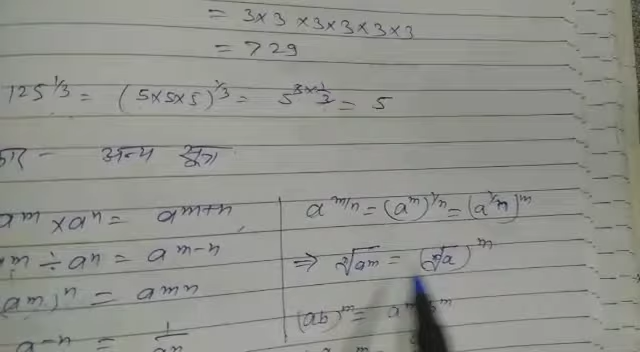 = 3×3×3×3×3×3
= 729
125^1/3 = (5×5×5)^1/3 = 5^3×1/3 = 5
अन्य सूत्र
a^m × a^n = a^m+n
a^m ÷ a^n = a^m-n
(a^m)^n = a^mn
a^-n = 1/a^n
a^m/n = (a^m)^1/n = (a^1/n)^m
⇒ ⁿ√a^m = (ⁿ√a)^m
(ab)^m = a^m